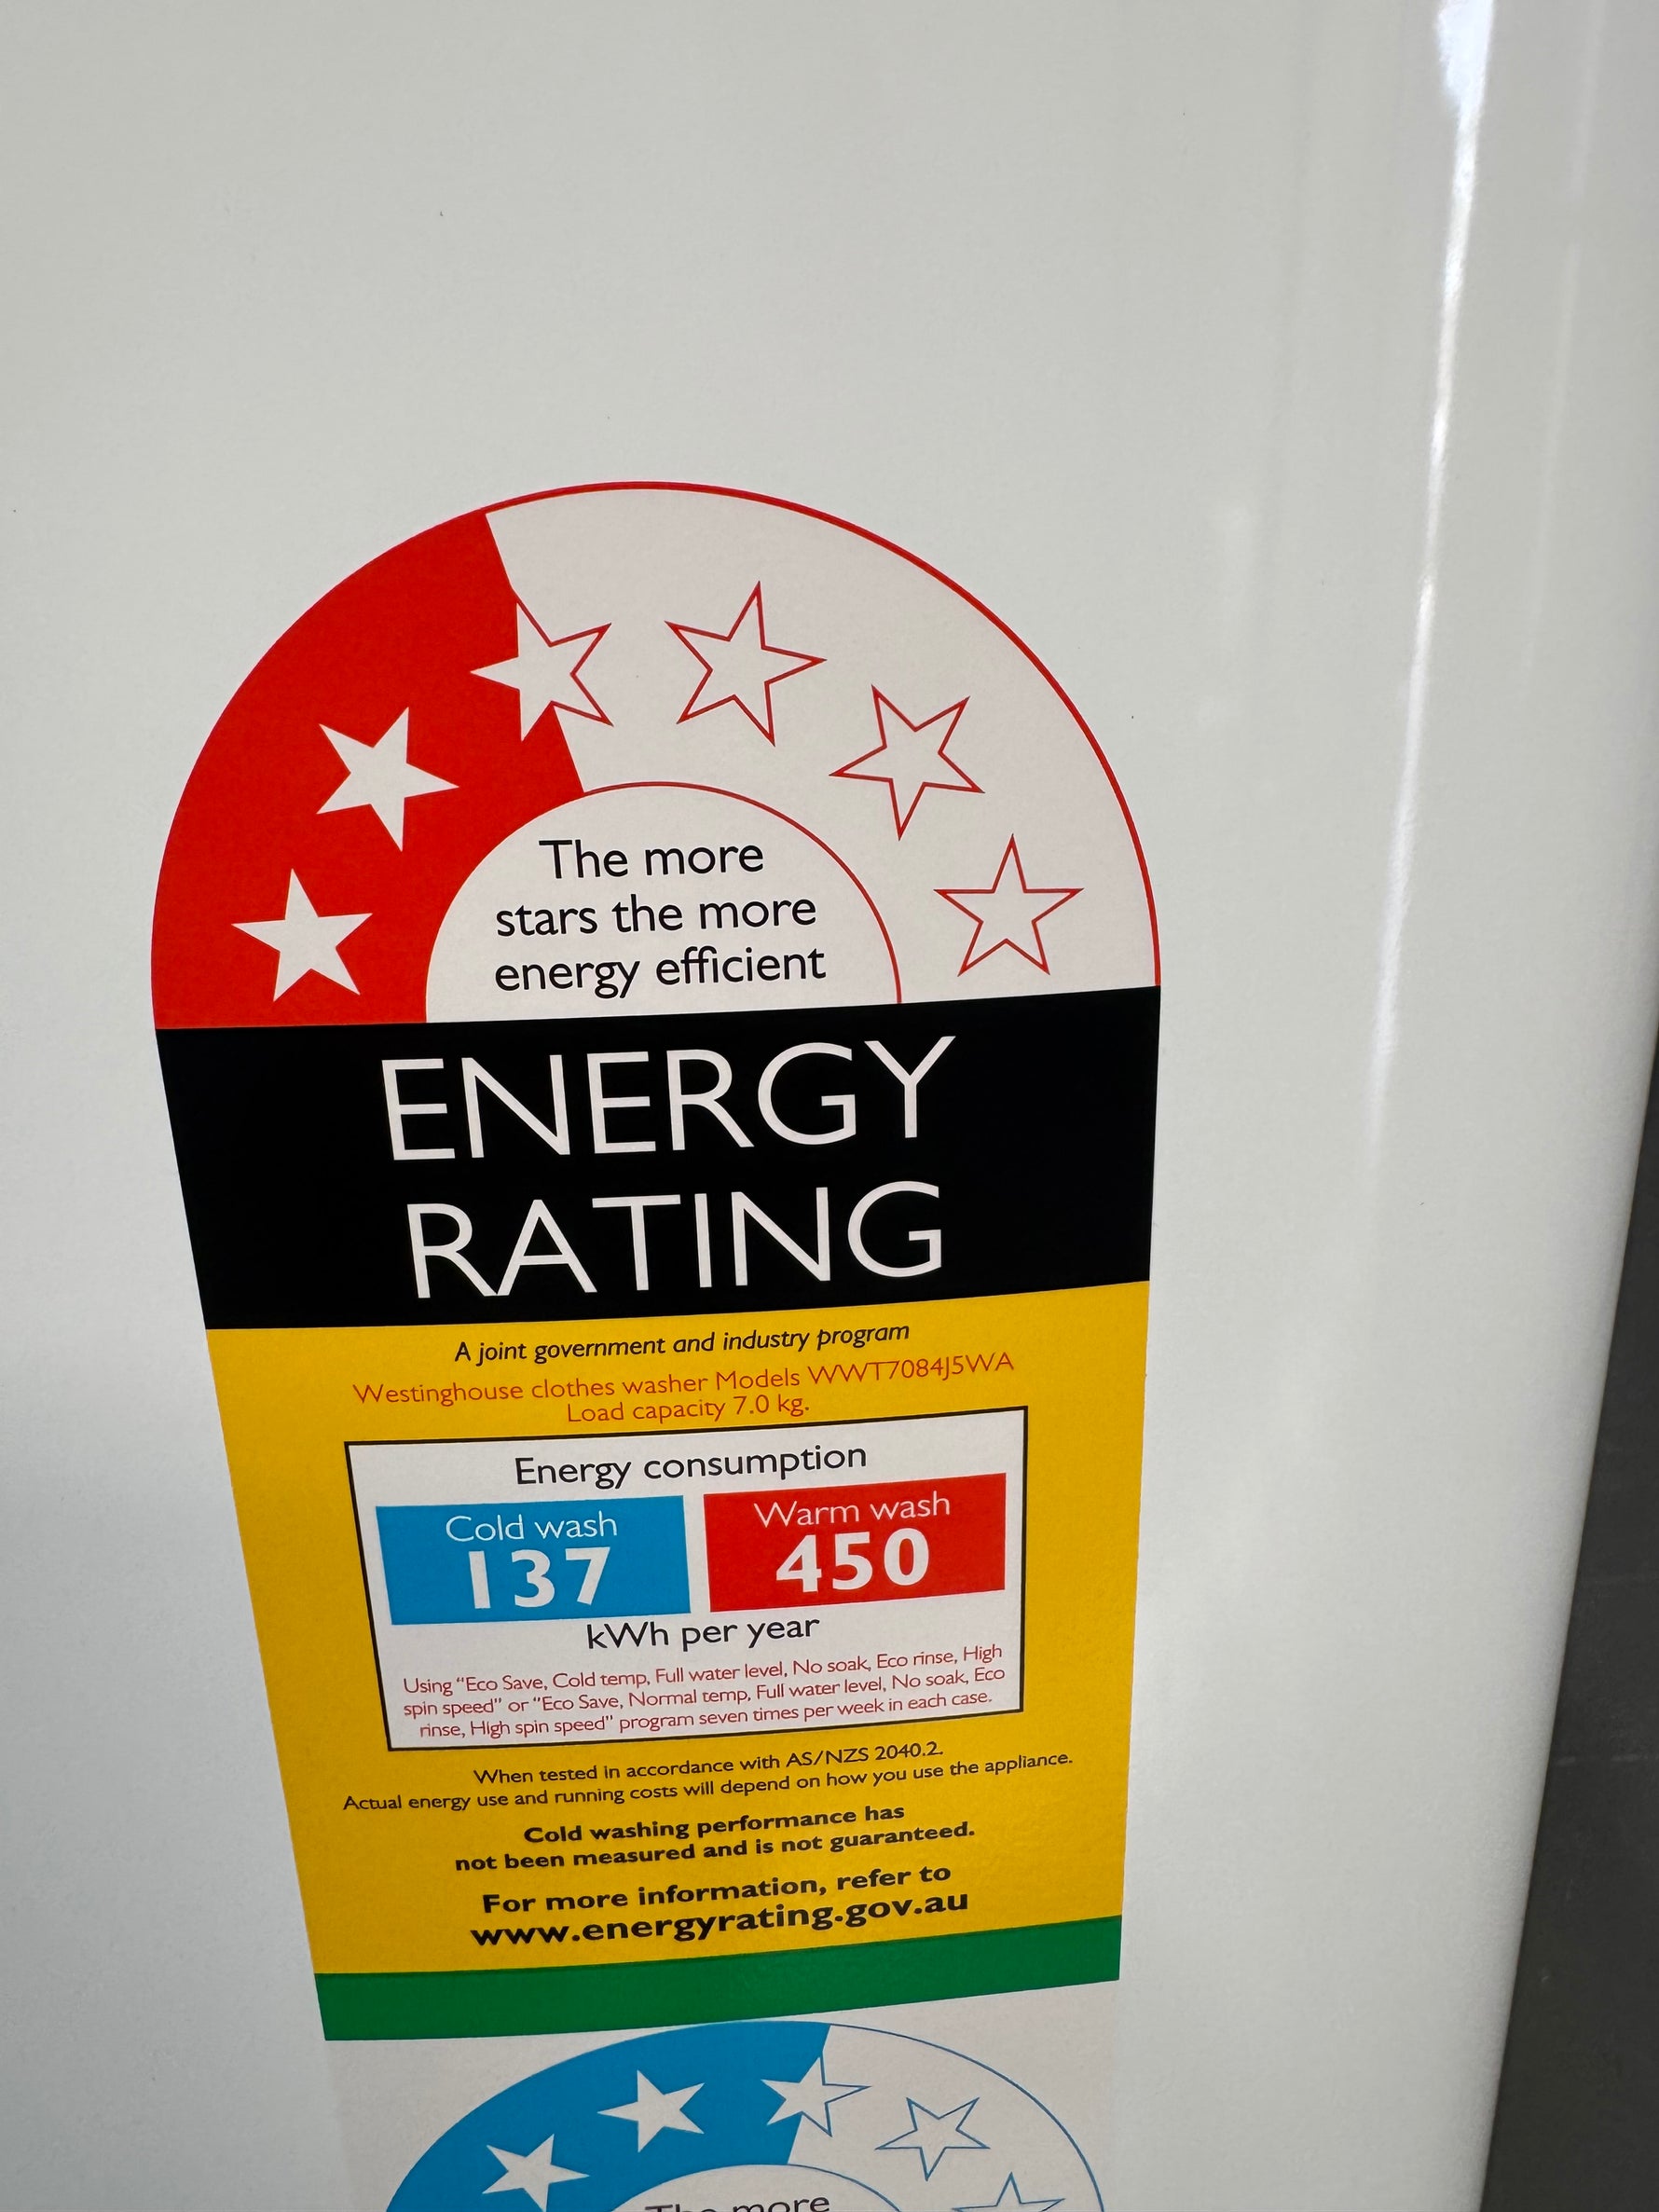 The more
stars the more
energy efficient
ENERGY
RATING
A joint government and industry program
Westinghouse clothes washer Models WWT7084J5WA
Load capacity 7.0 kg.
Energy consumption
Cold wash
137
Warm wash
450
kWh per year
Using "Eco Save, Cold temp, Full water level, No soak, Eco rinse, High
spin speed" or "Eco Save, Normal temp, Full water level, No soak, Eco
rinse, High spin speed" program seven times per week in each case.
When tested in accordance with AS/NZS 2040.2.
Actual energy use and running costs will depend on how you use the appliance.
Cold washing performance has
not been measured and is not guaranteed.
For more information, refer to
www.energyrating.gov.au
The more